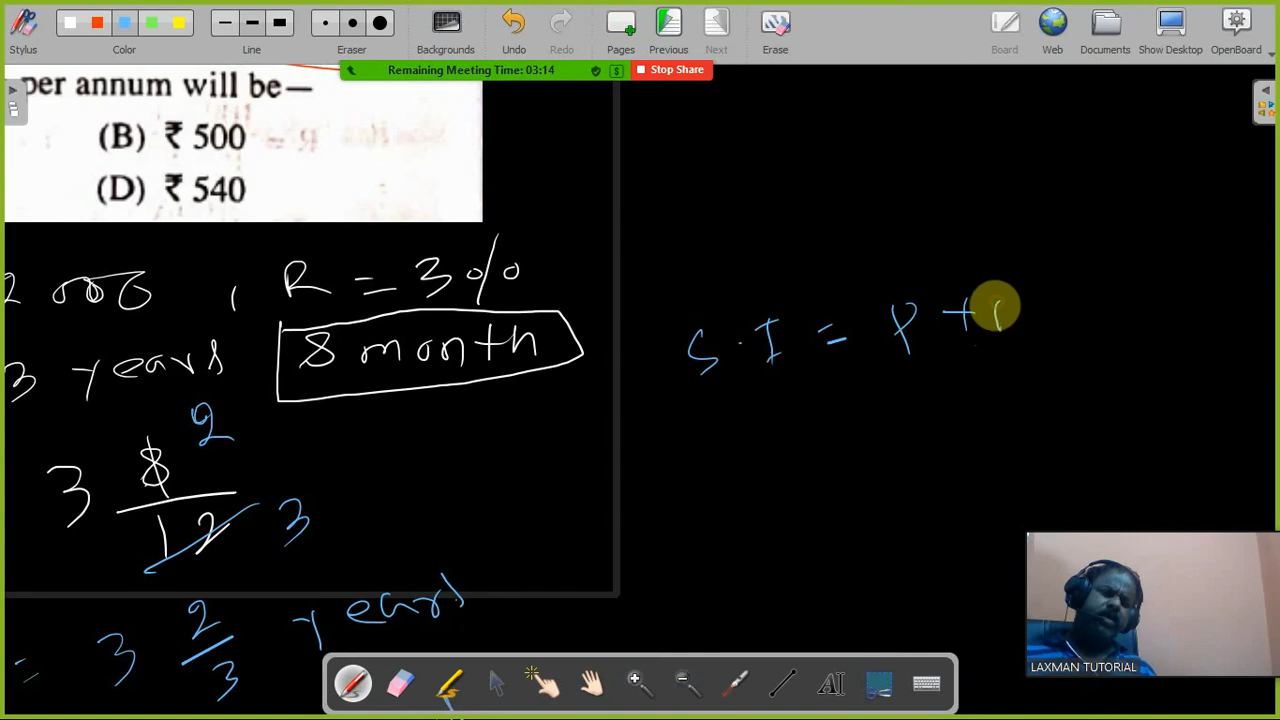 Stylus
Color
Line
Eraser
Backgrounds
Undo
Redo
Pages
Previous
Next
Erase
Board
Web
Documents
Show Desktop
OpenBoard
Remaining Meeting Time: 03:14
Stop Share
per annum will be—
(B) ₹ 500
(D) ₹ 540
R = 3%
3 years
8 month
3 8/12
2
3
= 3 2/3 years
S.I = P +
LAXMAN TUTORIAL